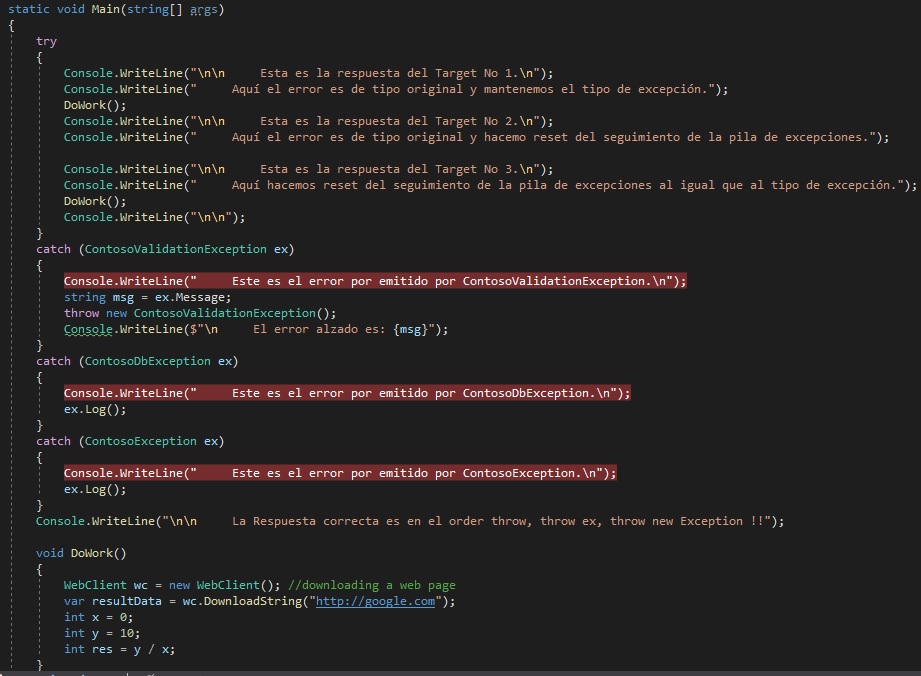 static void Main(string[] args)
{
try
{
Console.WriteLine("\n\n     Esta es la respuesta del Target No 1.\n");
Console.WriteLine("     Aquí el error es de tipo original y mantenemos el tipo de excepción.");
DoWork();
Console.WriteLine("\n\n     Esta es la respuesta del Target No 2.\n");
Console.WriteLine("     Aquí el error es de tipo original y hacemo reset del seguimiento de la pila de excepciones.");
Console.WriteLine("\n\n     Esta es la respuesta del Target No 3.\n");
Console.WriteLine("     Aquí hacemos reset del seguimiento de la pila de excepciones al igual que al tipo de excepción.");
DoWork();
Console.WriteLine("\n\n");
}
catch (ContosoValidationException ex)
{
Console.WriteLine("     Este es el error por emitido por ContosoValidationException.\n");
string msg = ex.Message;
throw new ContosoValidationException();
Console.WriteLine($"\n     El error alzado es: {msg}");
}
catch (ContosoDbException ex)
{
Console.WriteLine("     Este es el error por emitido por ContosoDbException.\n");
ex.Log();
}
catch (ContosoException ex)
{
Console.WriteLine("     Este es el error por emitido por ContosoException.\n");
ex.Log();
}
Console.WriteLine("\n\n     La Respuesta correcta es en el order throw, throw ex, throw new Exception !!");
void DoWork()
{
WebClient wc = new WebClient(); //downloading a web page
var resultData = wc.DownloadString("http://google.com");
int x = 0;
int y = 10;
int res = y / x;
}